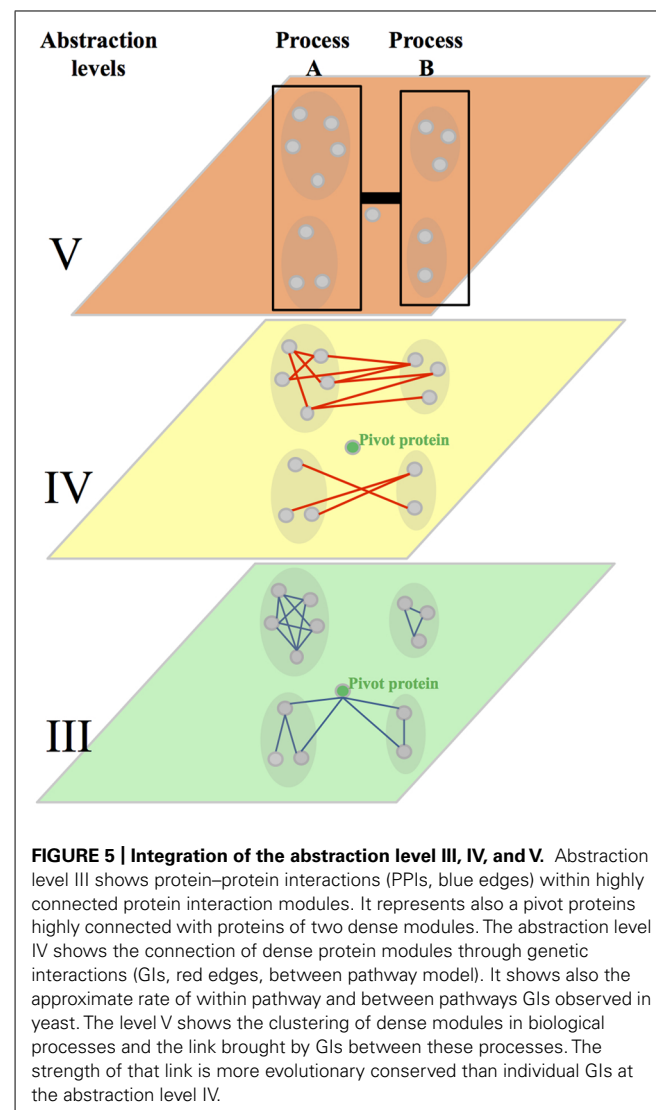 Abstraction levels
Process A
Process B
V
IV
Pivot protein
III
Pivot protein
FIGURE 5 | Integration of the abstraction level III, IV, and V. Abstraction
level III shows protein–protein interactions (PPIs, blue edges) within highly
connected protein interaction modules. It represents also a pivot proteins
highly connected with proteins of two dense modules. The abstraction level
IV shows the connection of dense protein modules through genetic
interactions (GIs, red edges, between pathway model). It shows also the
approximate rate of within pathway and between pathways GIs observed in
yeast. The level V shows the clustering of dense modules in biological
processes and the link brought by GIs between these processes. The
strength of that link is more evolutionary conserved than individual GIs at
the abstraction level IV.